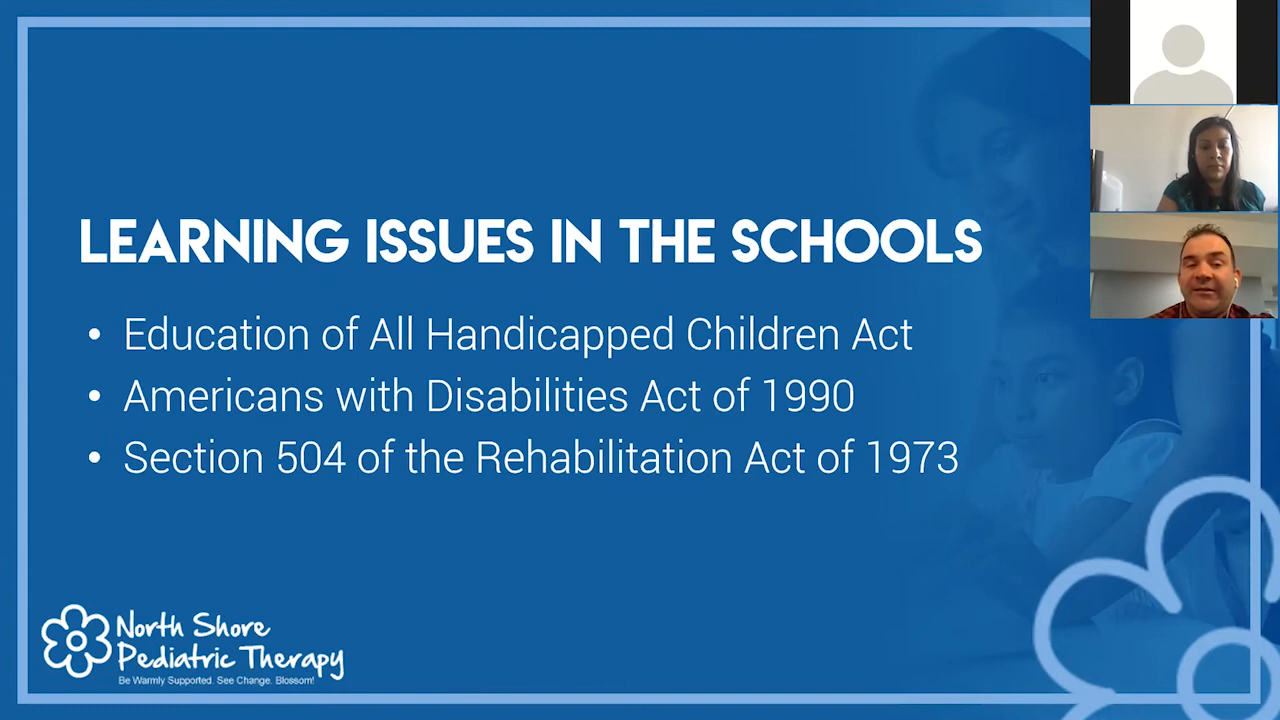 LEARNING ISSUES IN THE SCHOOLS
• Education of All Handicapped Children Act
• Americans with Disabilities Act of 1990
• Section 504 of the Rehabilitation Act of 1973
North Shore
Pediatric Therapy
Be Warmly Supported. See Change. Blossom!